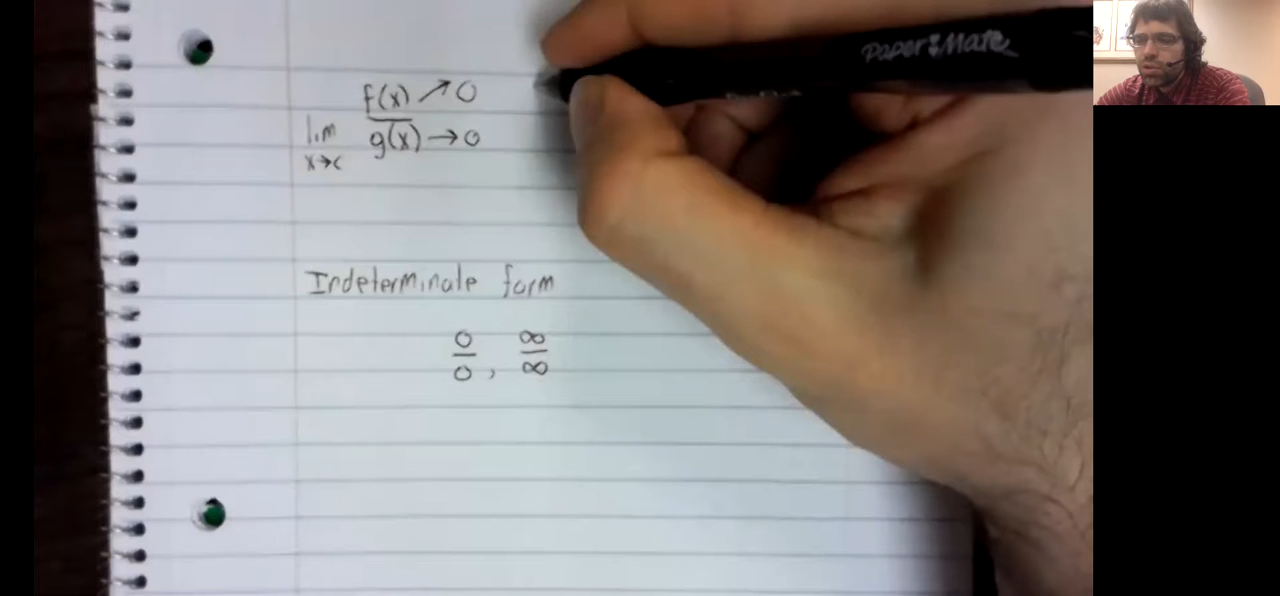 f(x) ↗ 0
lim
x→c
g(x) → 0
Indeterminate form
0/0, ∞/∞
Paper:Mate